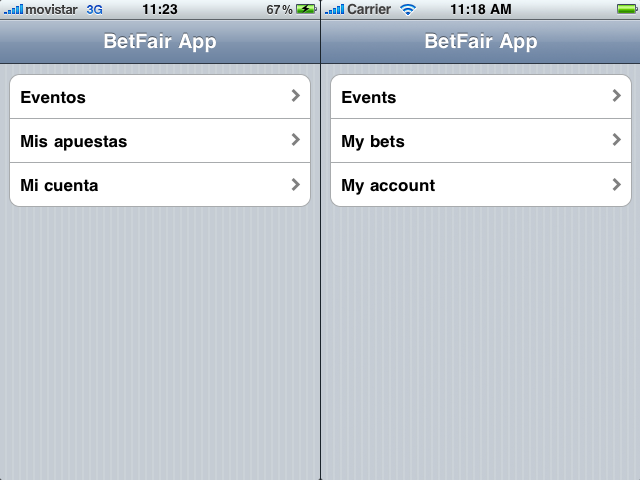 movistar 3G 11:23 67%
BetFair App
Eventos
Mis apuestas
Mi cuenta
Carrier 11:18 AM
BetFair App
Events
My bets
My account